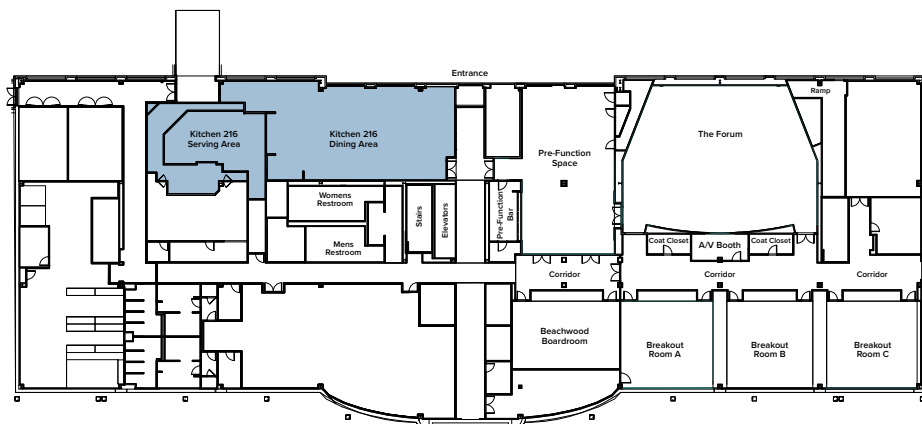 Entrance
Ramp
Kitchen 216
Serving Area
Kitchen 216
Dining Area
The Forum
Pre-Function
Space
Womens
Restroom
Mens
Restroom
Stairs
Elevators
Pre-Function
Bar
Coat Closet
A/V Booth
Coat Closet
Corridor
Corridor
Corridor
Beachwood
Boardroom
Breakout
Room A
Breakout
Room B
Breakout
Room C